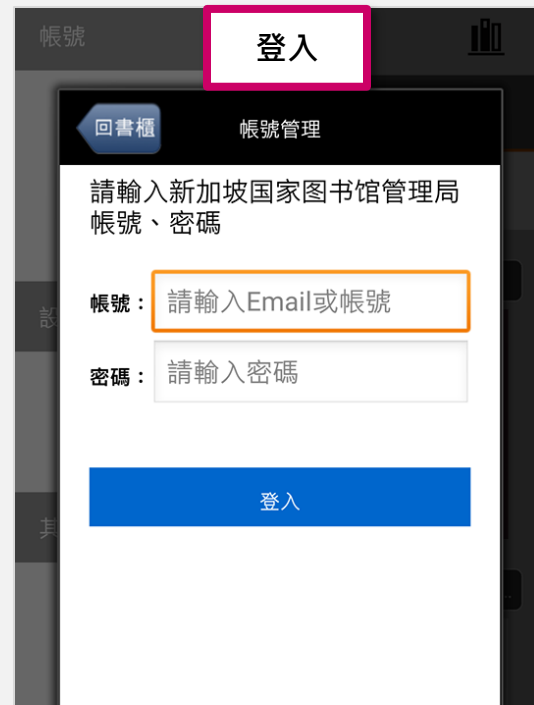 帳號
登入
回書櫃
帳號管理
請輸入新加坡国家图书馆管理局
帳號、密碼
帳號：
請輸入Email或帳號
設
密碼：
請輸入密碼
登入
其
...